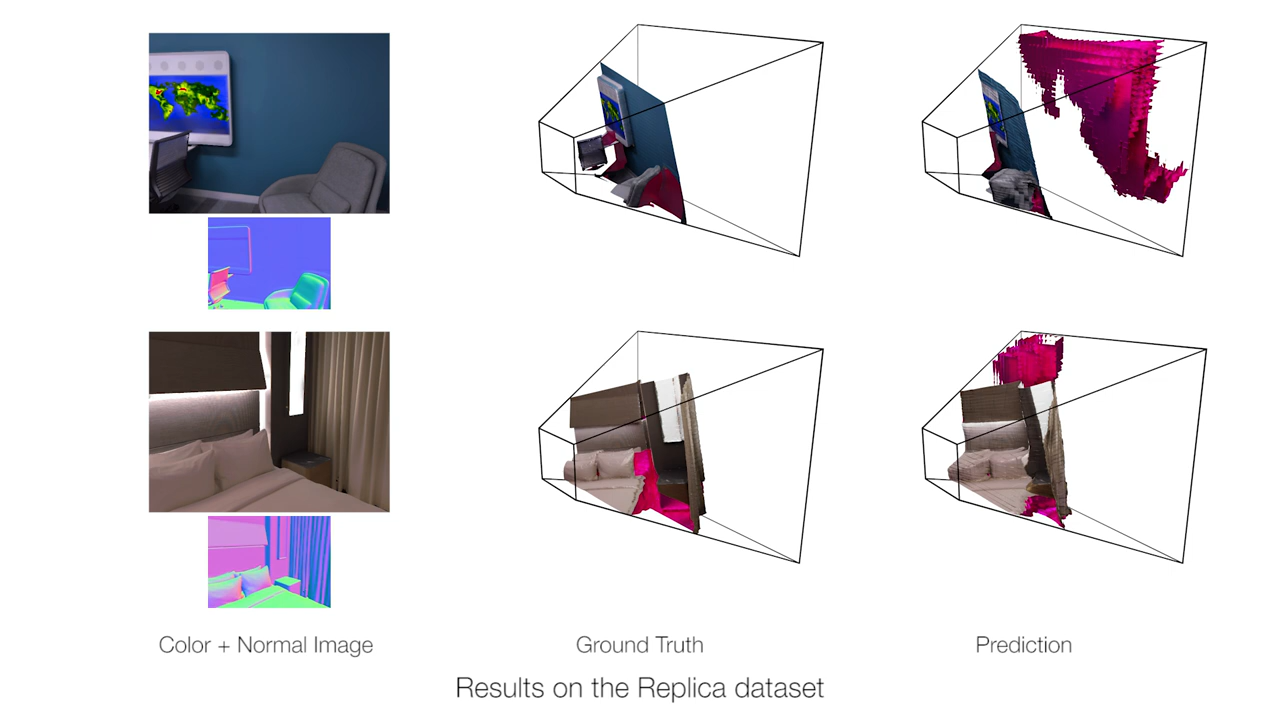 Color + Normal Image
Ground Truth
Prediction
Results on the Replica dataset